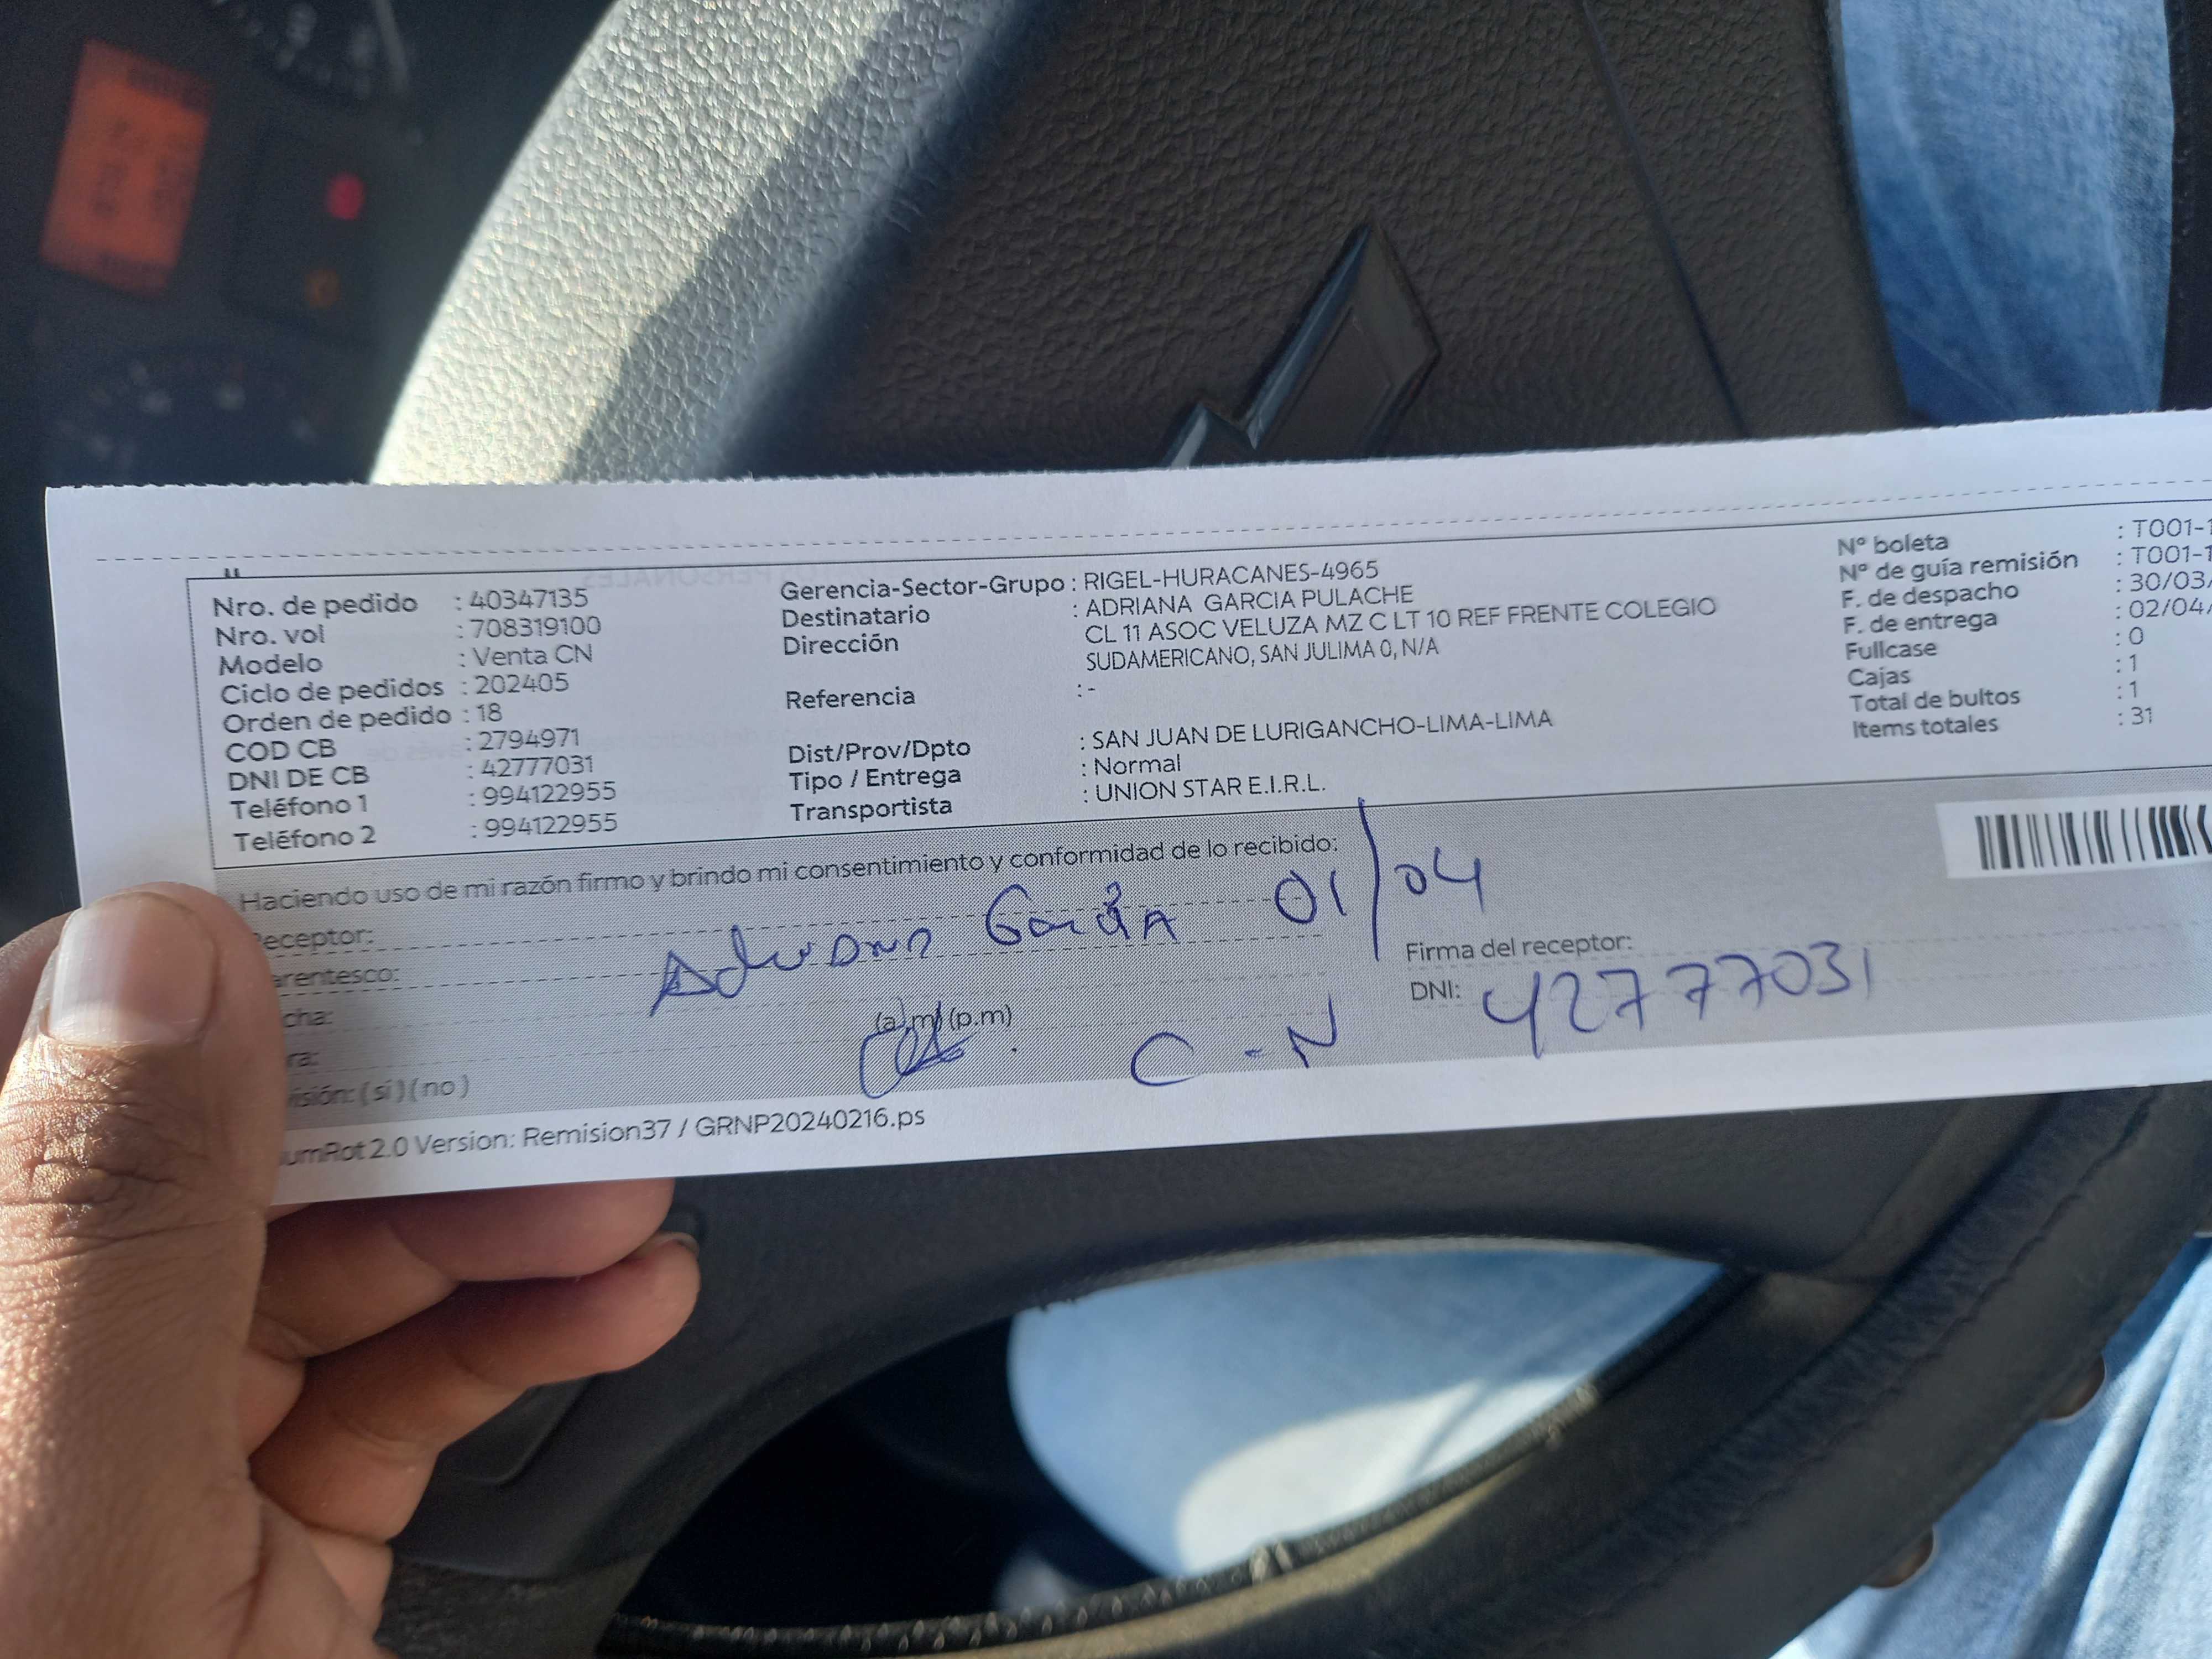 Nro. de pedido : 40347135
Nro. vol : 708319100
Modelo : Venta CN
Ciclo de pedidos : 202405
Orden de pedido : 18
COD CB : 2794971
DNI DE CB : 42777031
Teléfono 1 : 994122955
Teléfono 2 : 994122955
Gerencia-Sector-Grupo : RIGEL-HURACANES-4965
Destinatario : ADRIANA GARCIA PULACHE
Dirección CL 11 ASOC VELUZA MZ C LT 10 REF FRENTE COLEGIO
SUDAMERICANO, SAN JULIMA 0, N/A
Referencia : -
Dist/Prov/Dpto : SAN JUAN DE LURIGANCHO-LIMA-LIMA
Tipo / Entrega : Normal
Transportista : UNION STAR E.I.R.L.
Nº boleta : T001-1
Nº de guía remisión : T001-1
F. de despacho : 30/03/
F. de entrega : 02/04/
Fullcase : 0
Cajas : 1
Total de bultos : 1
Items totales : 31
Haciendo uso de mi razón firmo y brindo mi consentimiento y conformidad de lo recibido:
eceptor: Adriana García 01/04
arentesco:
cha:
ra: (a.m) (p.m)
C-N
Firma del receptor:
DNI: 42777031
isión: (si) (no)
umRot 2.0 Version: Remision37 / GRNP20240216.ps